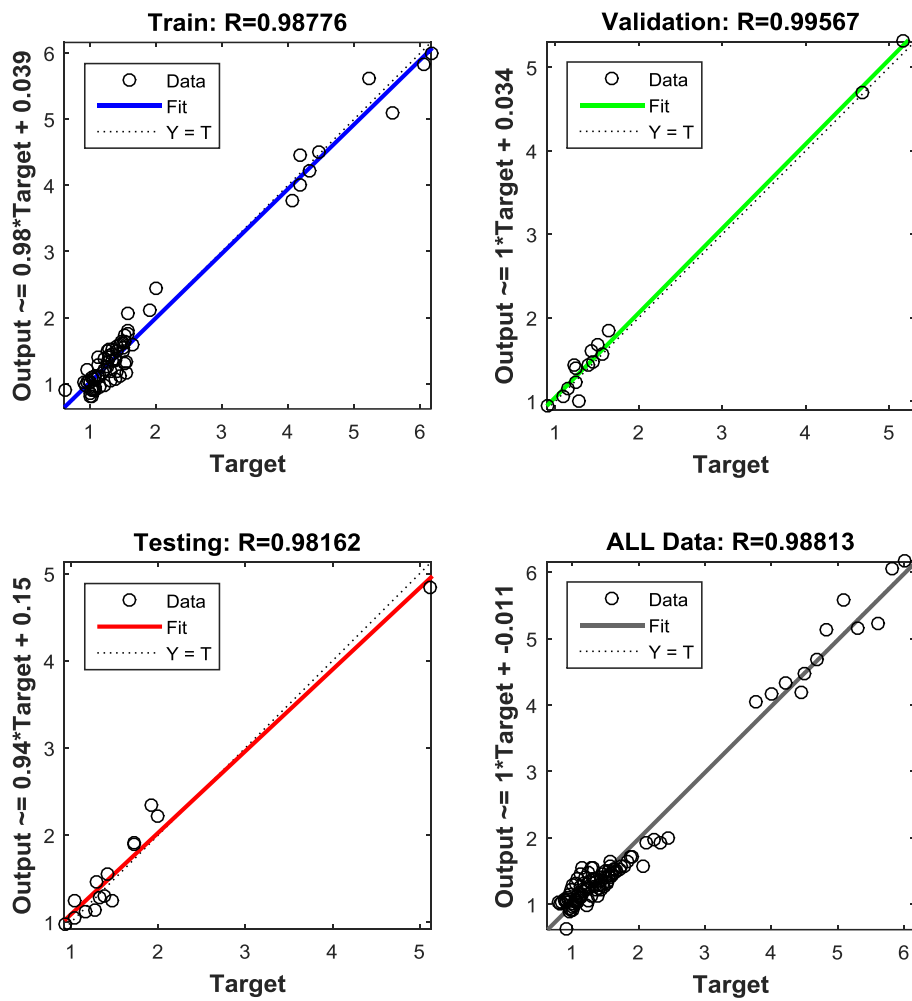 Train: R=0.98776
Output ~= 0.98*Target + 0.039
6
5
4
3
2
1
Data
Fit
Y = T
1 2 3 4 5 6
Target
Validation: R=0.99567
Output ~= 1*Target + 0.034
5
4
3
2
1
Data
Fit
Y = T
1 2 3 4 5
Target
Testing: R=0.98162
Output ~= 0.94*Target + 0.15
5
4
3
2
1
Data
Fit
Y = T
1 2 3 4 5
Target
ALL Data: R=0.98813
Output ~= 1*Target + -0.011
6
5
4
3
2
1
Data
Fit
Y = T
1 2 3 4 5 6
Target